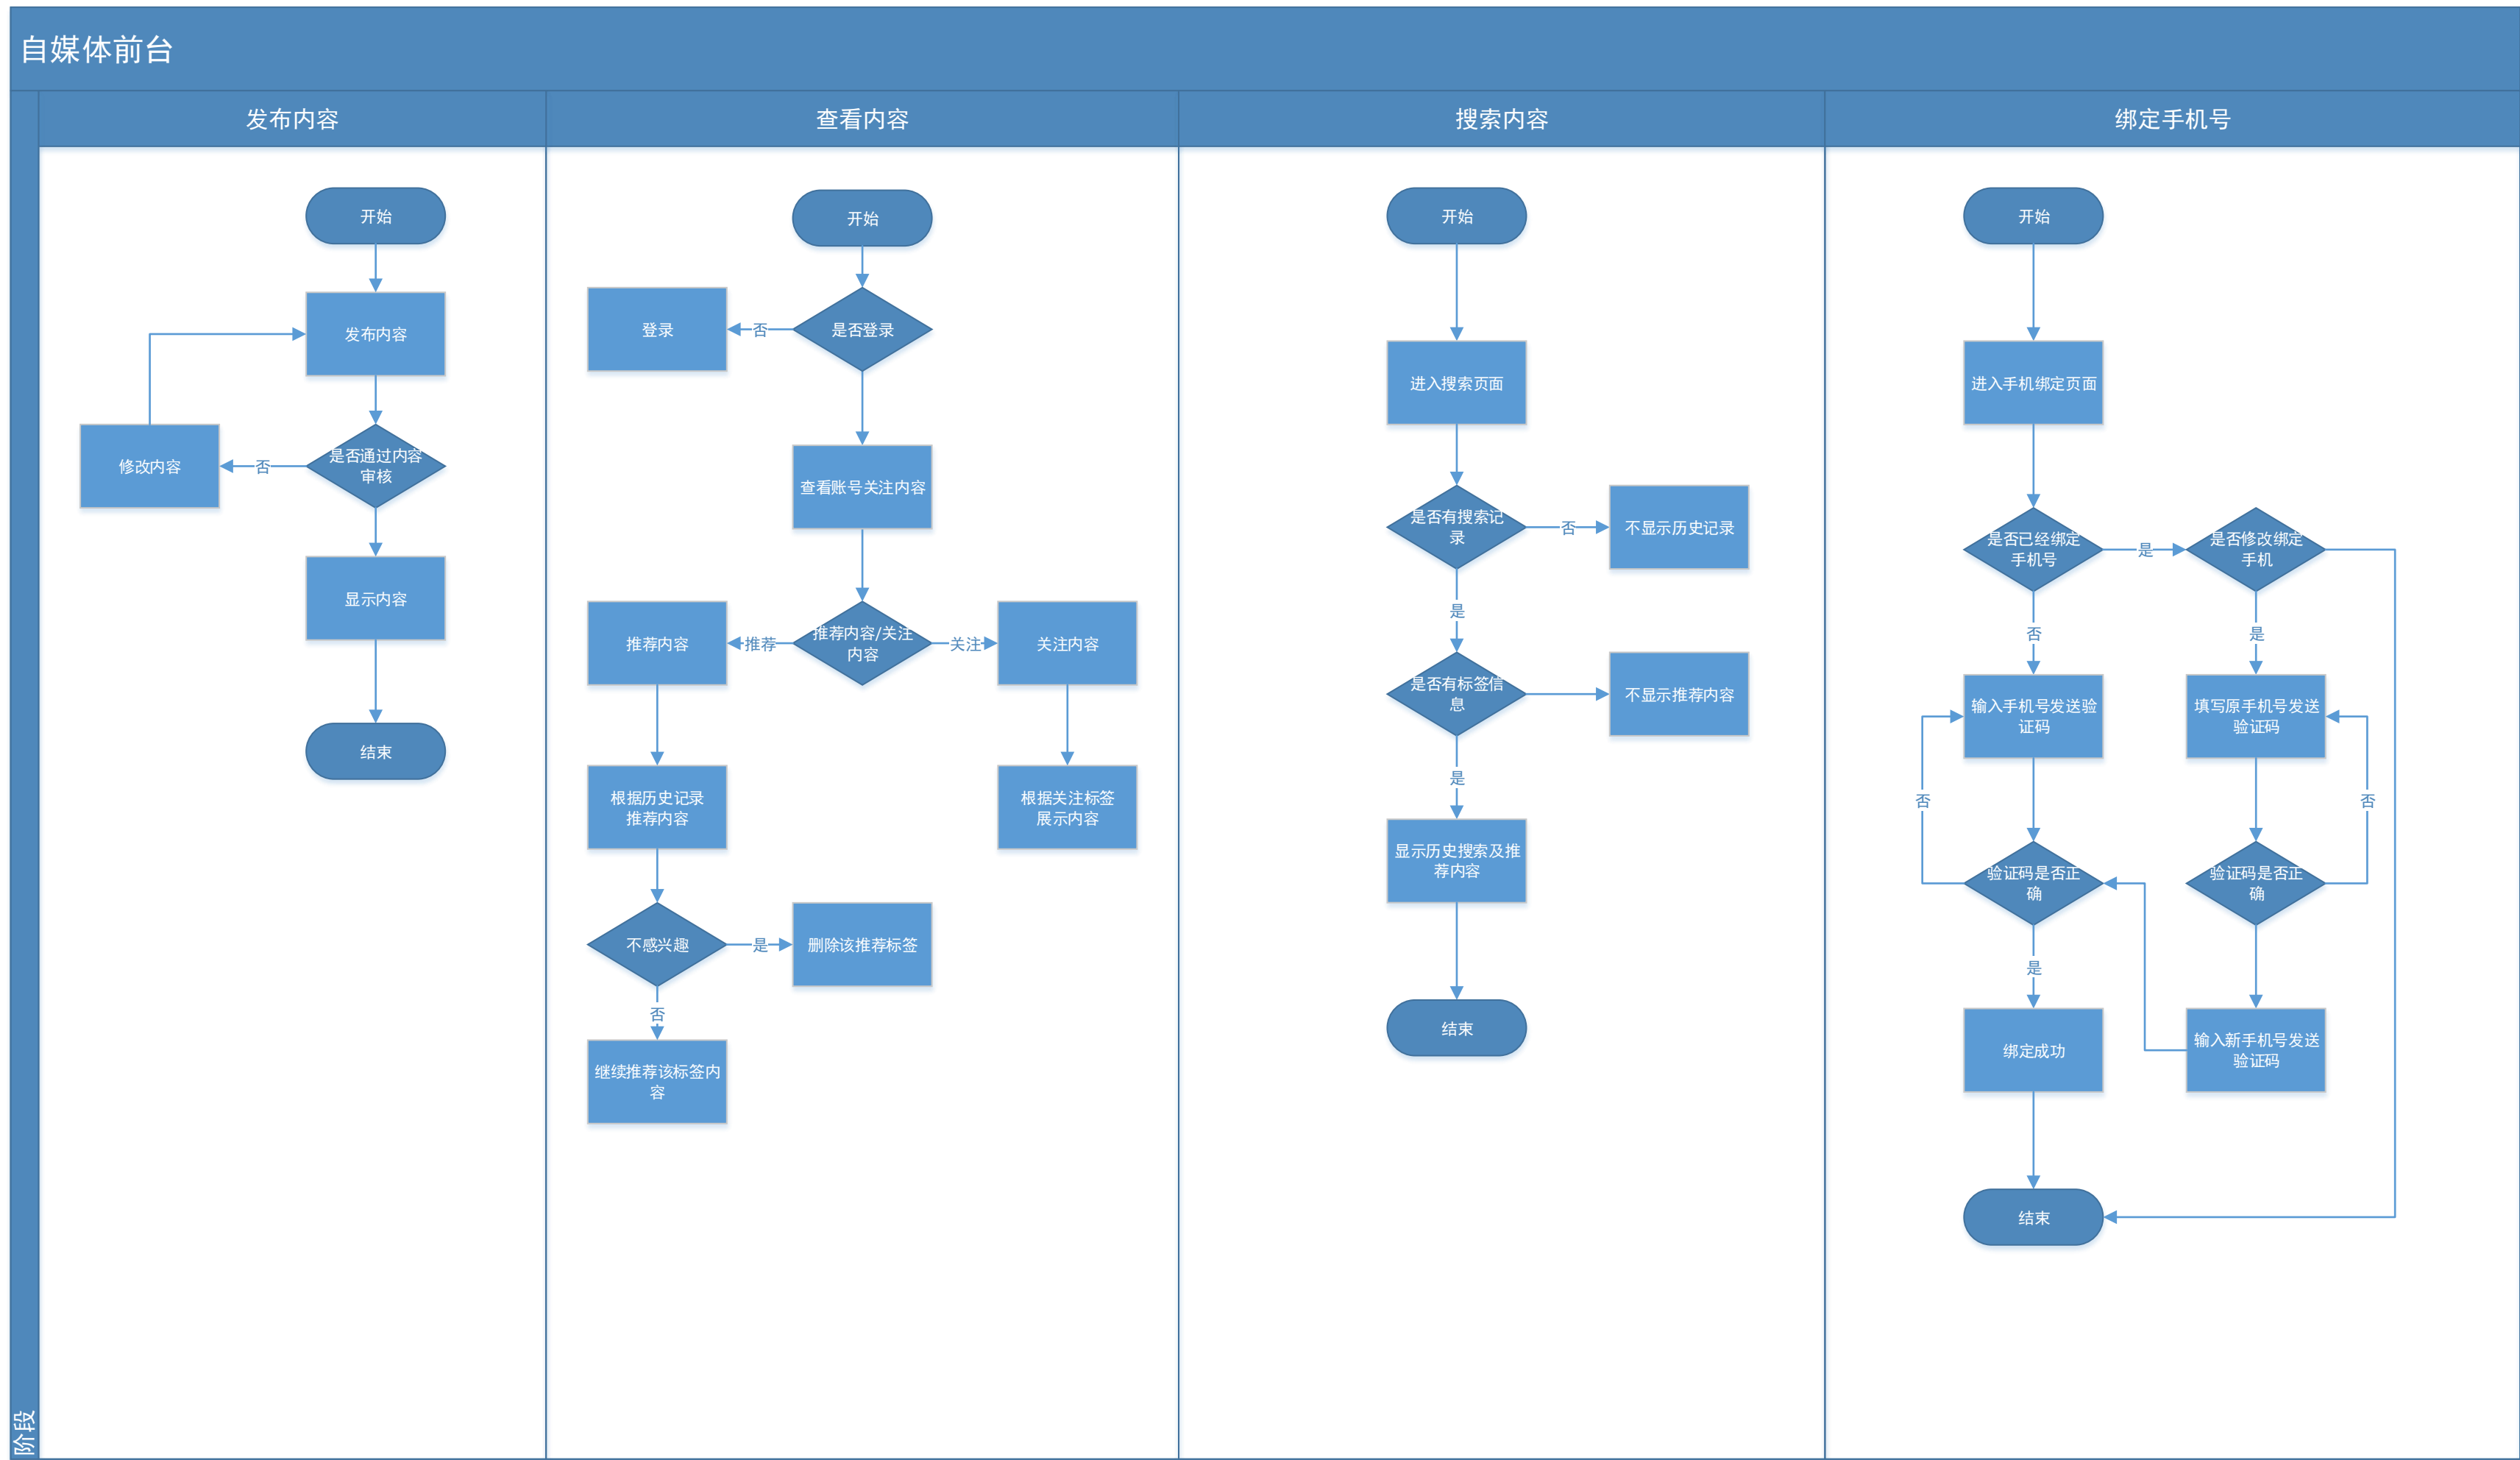 自媒体前台
发布内容
查看内容
搜索内容
绑定手机号
阶段
开始
发布内容
修改内容
否
是否通过内容
审核
显示内容
结束
开始
登录
否
是否登录
查看账号关注内容
推荐内容
推荐
推荐内容/关注
内容
关注
关注内容
根据历史记录
推荐内容
根据关注标签
展示内容
不感兴趣
是
删除该推荐标签
否
继续推荐该标签内
容
开始
进入搜索页面
是否有搜索记
录
否
不显示历史记录
是
是否有标签信
息
不显示推荐内容
是
显示历史搜索及推
荐内容
结束
开始
进入手机绑定页面
是否已经绑定
手机号
是
是否修改绑定
手机
否
是
输入手机号发送验
证码
填写原手机号发送
验证码
否
否
验证码是否正
确
验证码是否正
确
是
绑定成功
输入新手机号发送
验证码
结束